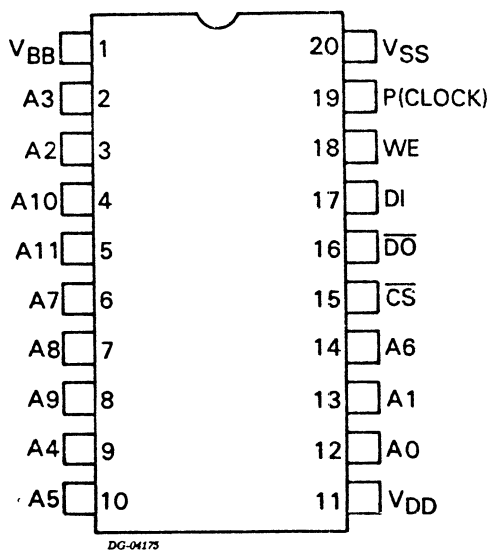 VBB 1 20 VSS
A3 2 19 P(CLOCK)
A2 3 18 WE
A10 4 17 DI
A11 5 16 D̅O̅
A7 6 15 C̅S̅
A8 7 14 A6
A9 8 13 A1
A4 9 12 A0
A5 10 11 VDD
DG-04175